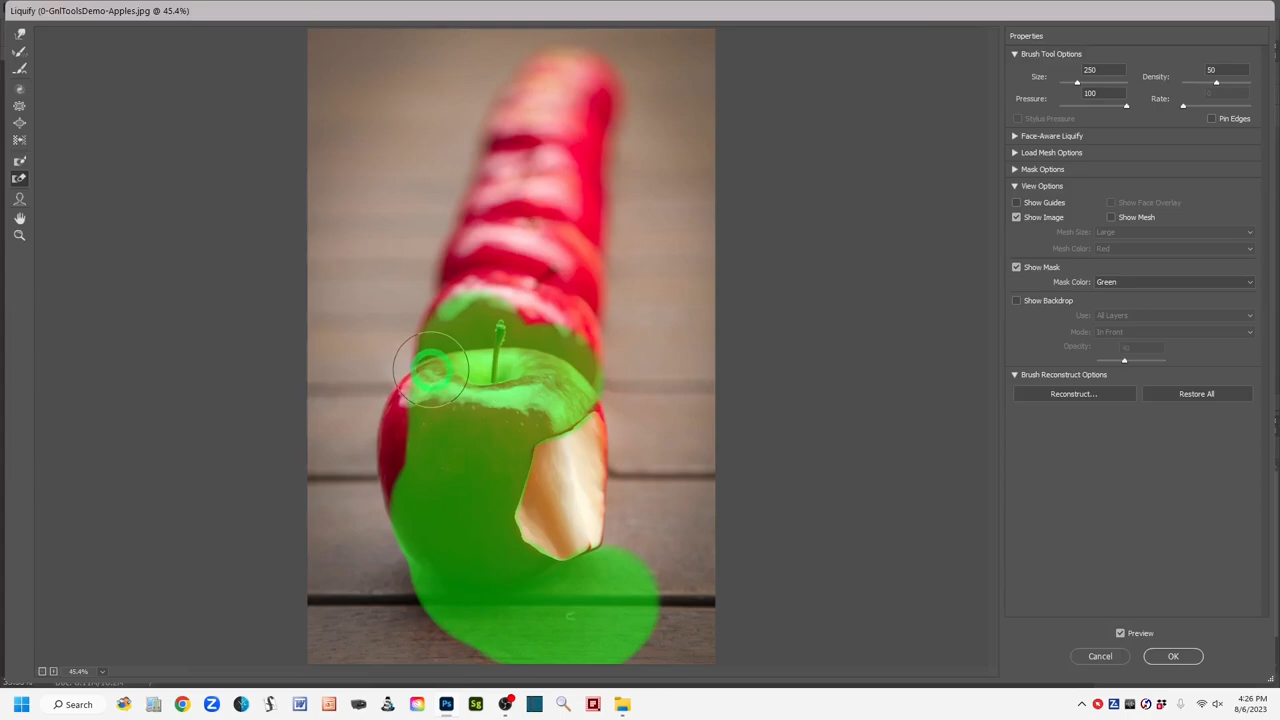 Liquify (0-GnlToolsDemo-Apples.jpg @ 45.4%)
Properties
Brush Tool Options
Size: 250 Density: 50
Pressure: 100 Rate: 0
Stylus Pressure Pin Edges
Face-Aware Liquify
Load Mesh Options
Mask Options
View Options
Show Guides Show Face Overlay
Show Image Show Mesh
Mesh Size: Large
Mesh Color: Red
Show Mask
Mask Color: Green
Show Backdrop
Use: All Layers
Mode: In Front
Opacity:
Brush Reconstruct Options
Reconstruct... Restore All
Preview
Cancel OK
45.4%
Search
:26 PM
8/6/2023